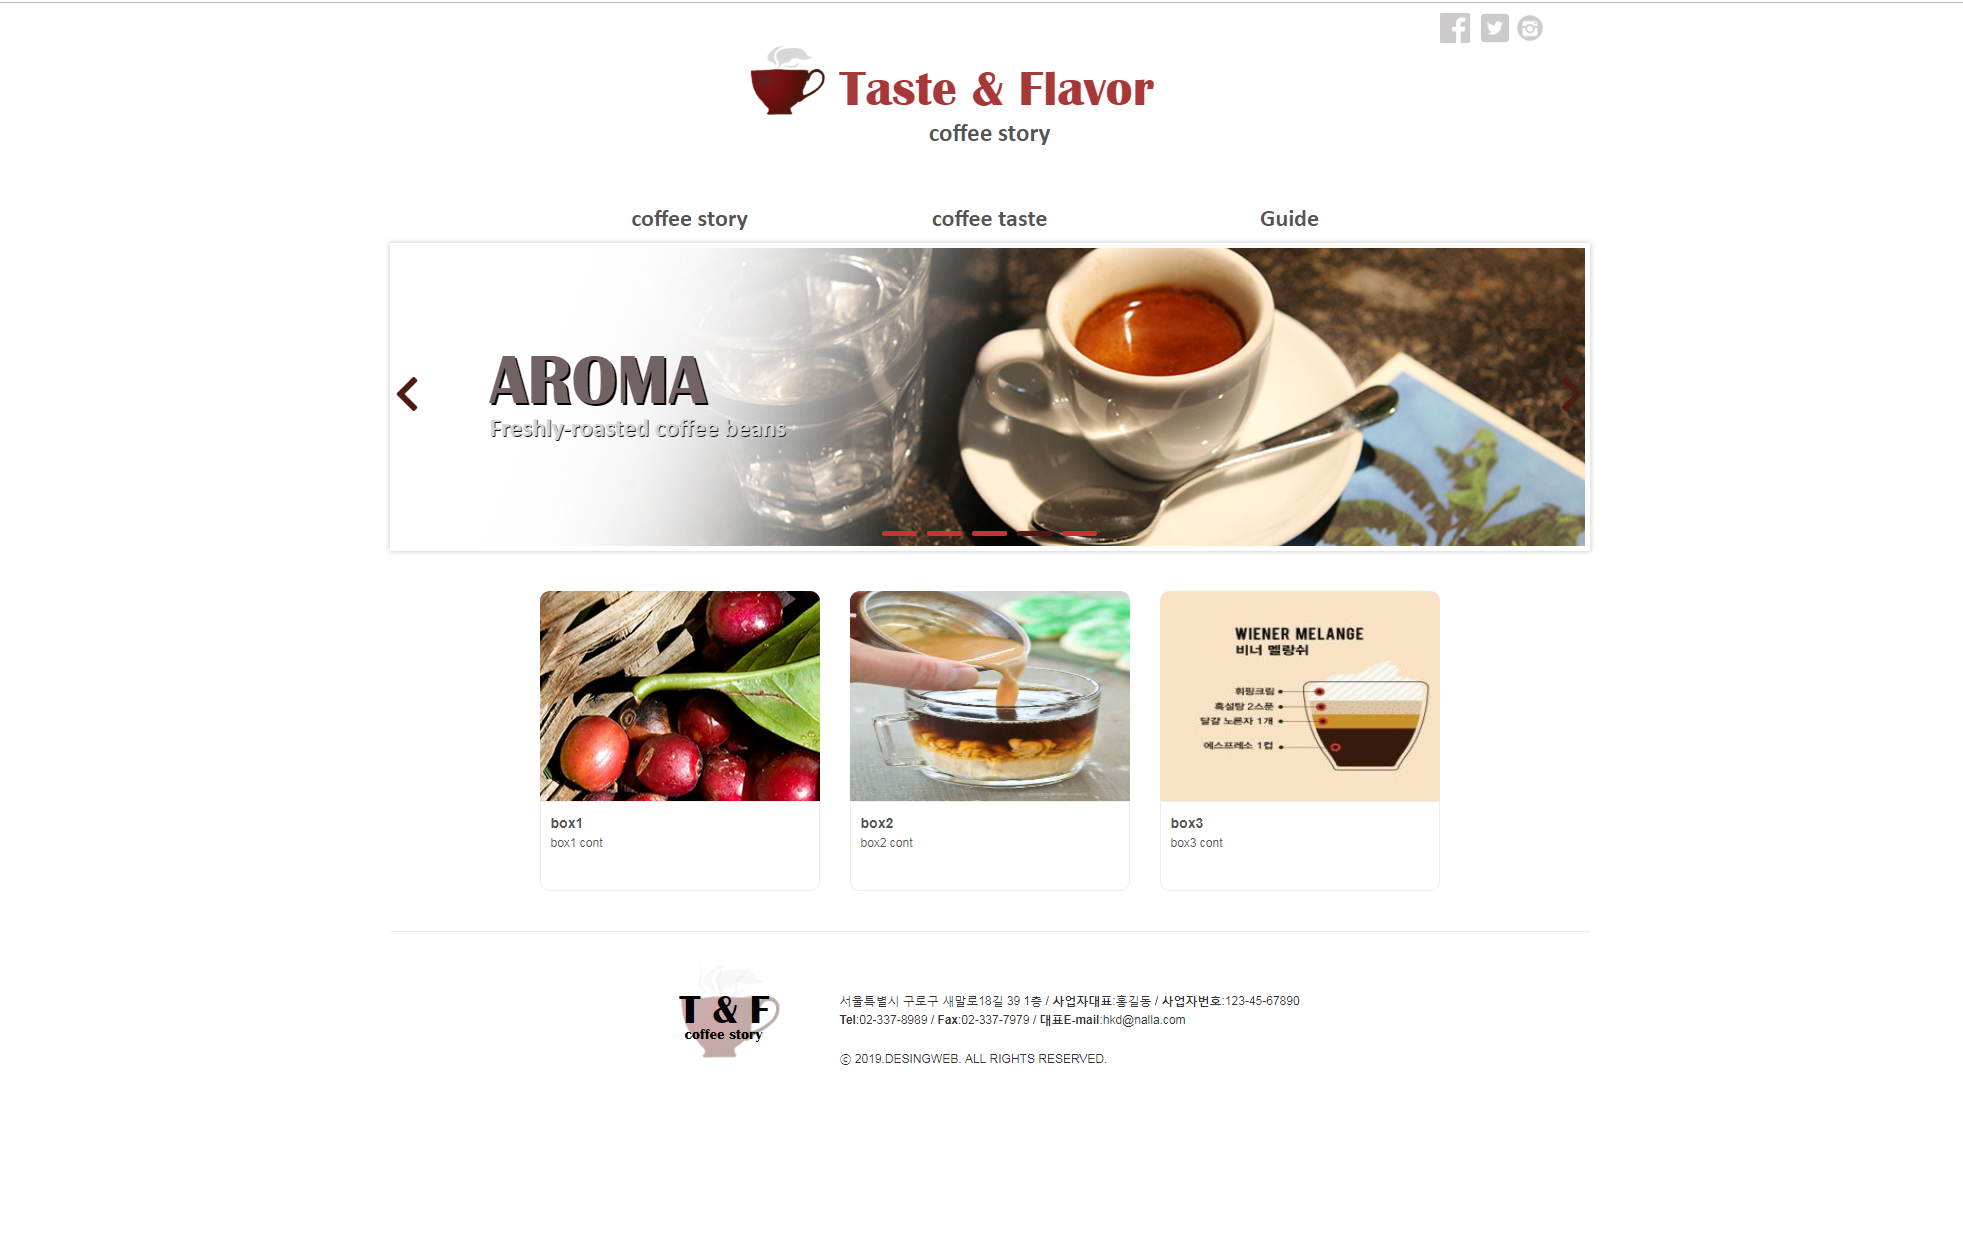 Taste & Flavor
coffee story
coffee story
coffee taste
Guide
AROMA
Freshly-roasted coffee beans
WIENER MELANGE
비너 멜랑쉬
휘핑크림
흑설탕 2스푼
달걀 노른자 1개
에스프레소 1컵
box1
box1 cont
box2
box2 cont
box3
box3 cont
T & F
coffee story
서울특별시 구로구 새말로18길 39 1층 / 사업자대표:홍길동 / 사업자번호:123-45-67890
Tel:02-337-8989 / Fax:02-337-7979 / 대표E-mail:hkd@nalla.com
ⓒ 2019.DESINGWEB. ALL RIGHTS RESERVED.